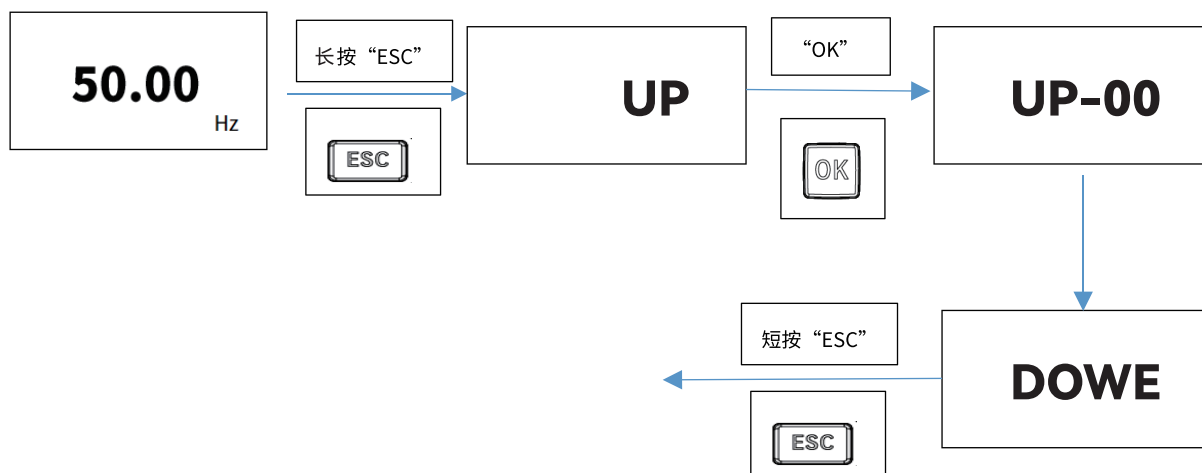 50.00
Hz
长按“ESC”
ESC
UP
“OK”
OK
UP-00
DOWE
短按“ESC”
ESC